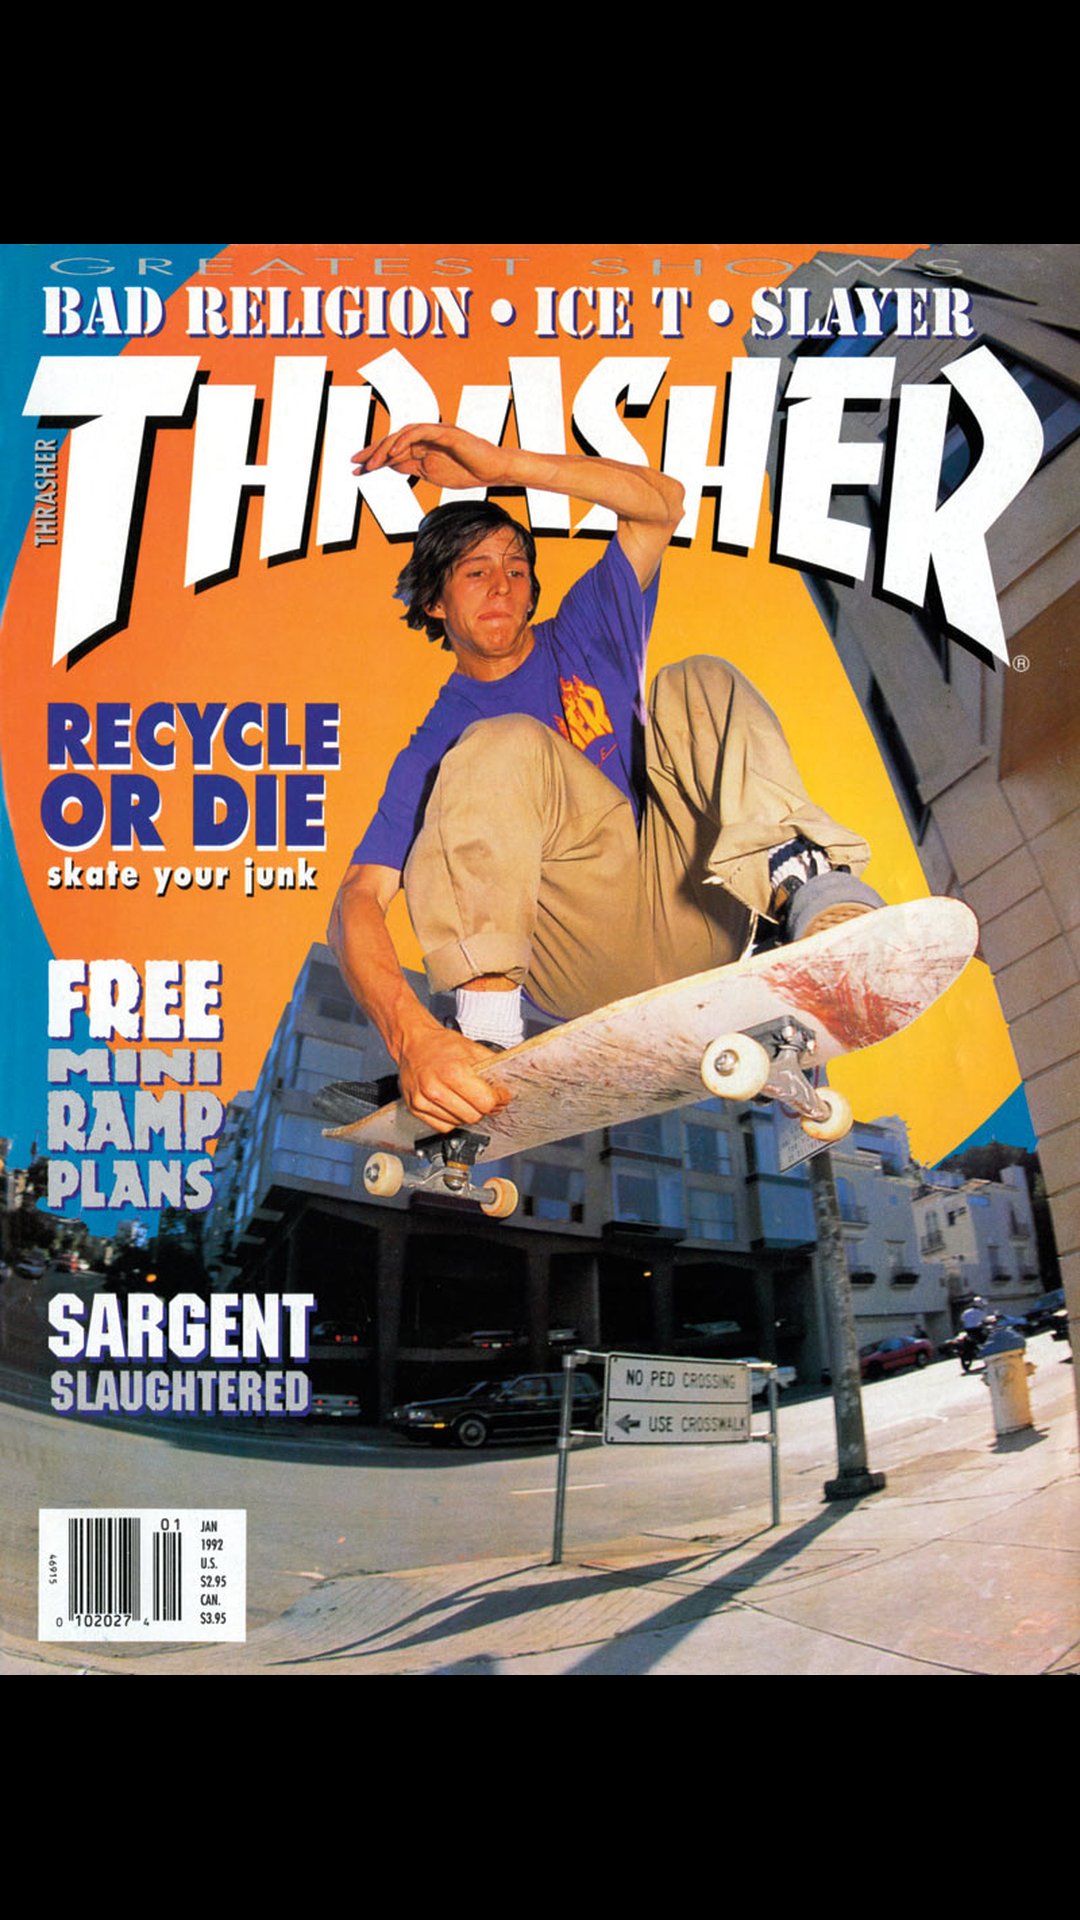 GREATEST SHOWS
BAD RELIGION • ICE T • SLAYER
THRASHER
®
THRASHER
RECYCLE
OR DIE
skate your junk
FREE
MINI
RAMP
PLANS
SARGENT
SLAUGHTERED
NO PED CROSSING
USE CROSSWALK
01
JAN
1992
U.S.
$2.95
CAN.
$3.95
46915
0 102027 4